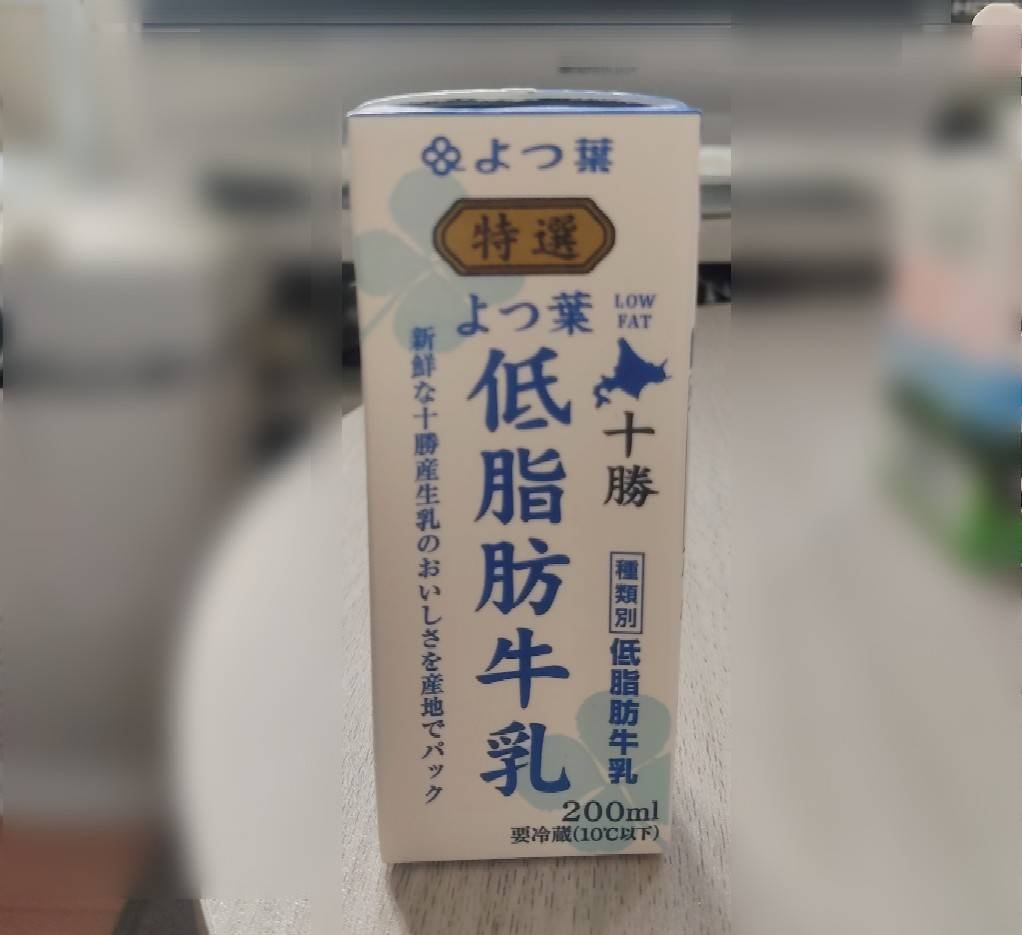 よつ葉
特選
よつ葉
LOW
FAT
低脂肪牛乳
十勝
新鮮な十勝産生乳のおいしさを産地でパック
種類別
低脂肪牛乳
200ml
要冷蔵(10℃以下)